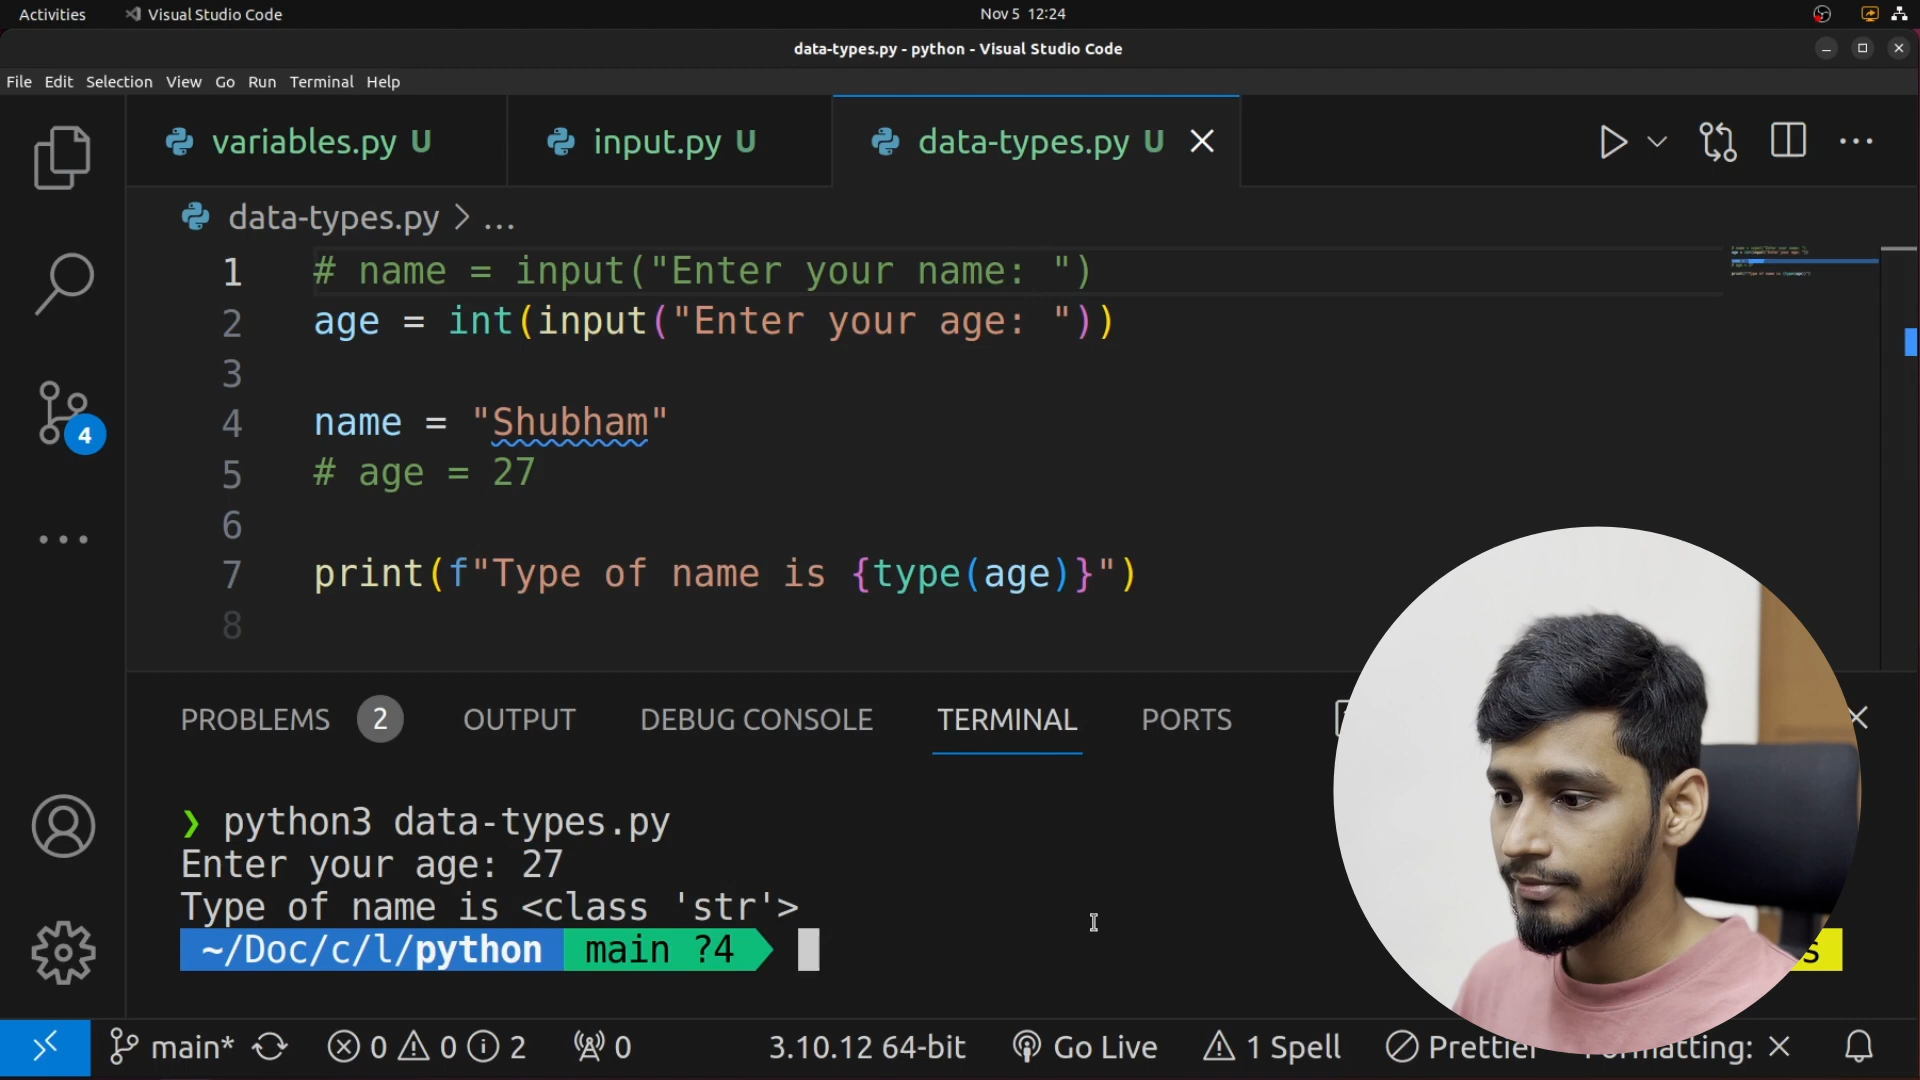 Activities Visual Studio Code Nov 5 12:24
data-types.py - python - Visual Studio Code
File Edit Selection View Go Run Terminal Help
variables.py U input.py U data-types.py U
data-types.py > ...
1 # name = input("Enter your name: ")
2 age = int(input("Enter your age: "))
3
4 name = "Shubham"
5 # age = 27
6
7 print(f"Type of name is {type(age)}")
8
PROBLEMS 2 OUTPUT DEBUG CONSOLE TERMINAL PORTS
❯ python3 data-types.py
Enter your age: 27
Type of name is <class 'str'>
~/Doc/c/l/python main ?4 s
4
main* 0 0 2 0 3.10.12 64-bit Go Live 1 Spell Prettier Formatting: